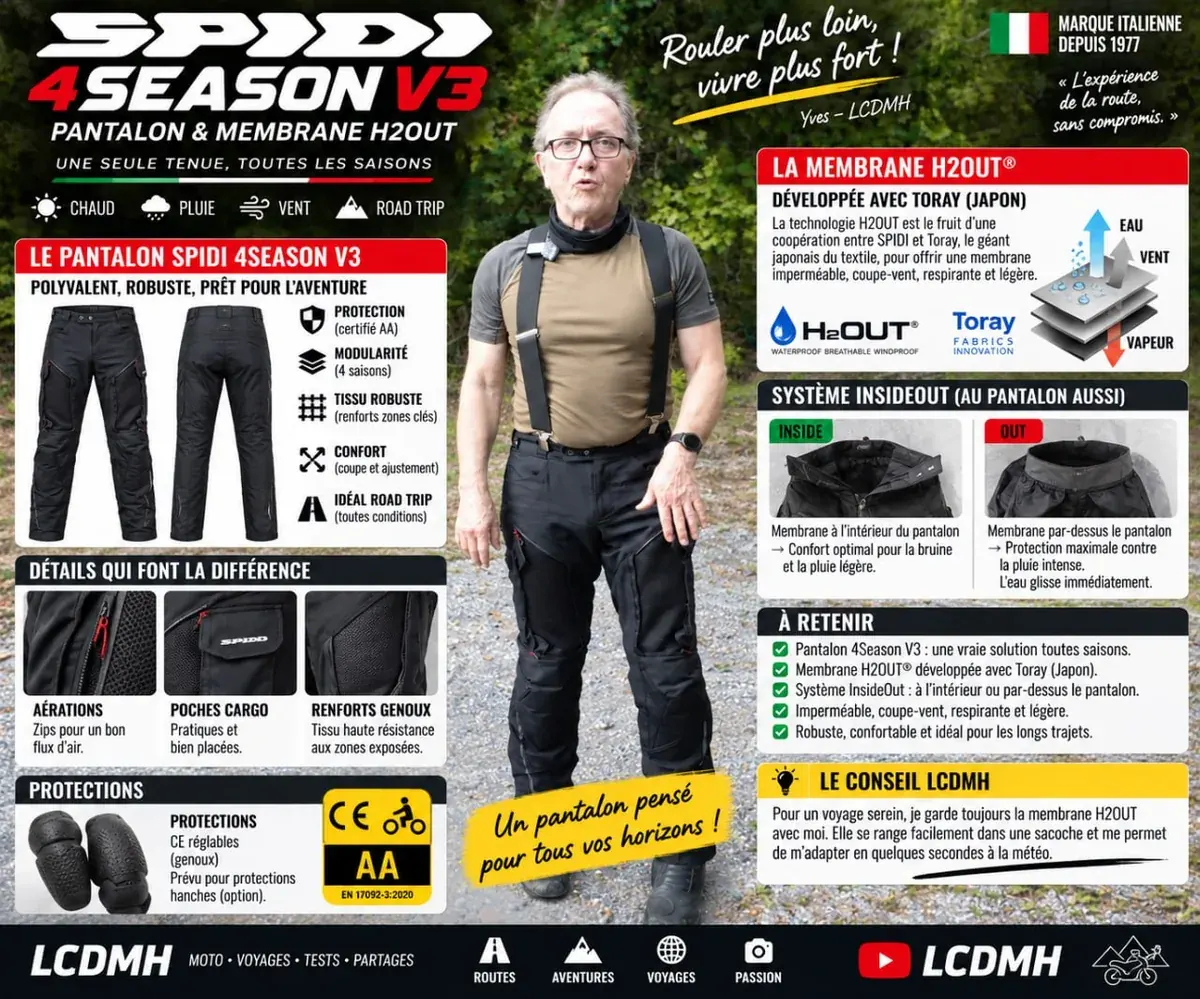 SPIDI
4SEASON V3
PANTALON & MEMBRANE H2OUT
UNE SEULE TENUE, TOUTES LES SAISONS
CHAUD
PLUIE
VENT
ROAD TRIP
Rouler plus loin,
vivre plus fort !
Yves – LCDMH
MARQUE ITALIENNE
DEPUIS 1977
« L'expérience
de la route,
sans compromis. »
LE PANTALON SPIDI 4SEASON V3
POLYVALENT, ROBUSTE, PRÊT POUR L'AVENTURE
PROTECTION
(certifié AA)
MODULARITÉ
(4 saisons)
TISSU ROBUSTE
(renforts zones clés)
CONFORT
(coupe et ajustement)
IDÉAL ROAD TRIP
(toutes conditions)
DÉTAILS QUI FONT LA DIFFÉRENCE
SPIDI
AÉRATIONS
Zips pour un bon
flux d'air.
POCHES CARGO
Pratiques et
bien placées.
RENFORTS GENOUX
Tissu haute résistance
aux zones exposées.
PROTECTIONS
PROTECTIONS
CE réglables
(genoux)
Prévu pour protections
hanches (option).
CE
AA
EN 17092-3:2020
Un pantalon pensé
pour tous vos horizons !
LA MEMBRANE H2OUT®
DÉVELOPPÉE AVEC TORAY (JAPON)
La technologie H2OUT est le fruit d'une
coopération entre SPIDI et Toray, le géant
japonais du textile, pour offrir une membrane
imperméable, coupe-vent, respirante et légère.
EAU
VENT
VAPEUR
H2OUT®
WATERPROOF BREATHABLE WINDPROOF
Toray
FABRICS
INNOVATION
SYSTÈME INSIDEOUT (AU PANTALON AUSSI)
INSIDE
Membrane à l'intérieur du pantalon
→ Confort optimal pour la bruine
et la pluie légère.
OUT
Membrane par-dessus le pantalon
→ Protection maximale contre
la pluie intense.
L'eau glisse immédiatement.
À RETENIR
Pantalon 4Season V3 : une vraie solution toutes saisons.
Membrane H2OUT® développée avec Toray (Japon).
Système InsideOut : à l'intérieur ou par-dessus le pantalon.
Imperméable, coupe-vent, respirante et légère.
Robuste, confortable et idéal pour les longs trajets.
LE CONSEIL LCDMH
Pour un voyage serein, je garde toujours la membrane H2OUT
avec moi. Elle se range facilement dans une sacoche et me permet
de m'adapter en quelques secondes à la météo.
LCDMH
MOTO • VOYAGES • TESTS • PARTAGES
ROUTES
AVENTURES
VOYAGES
PASSION
LCDMH